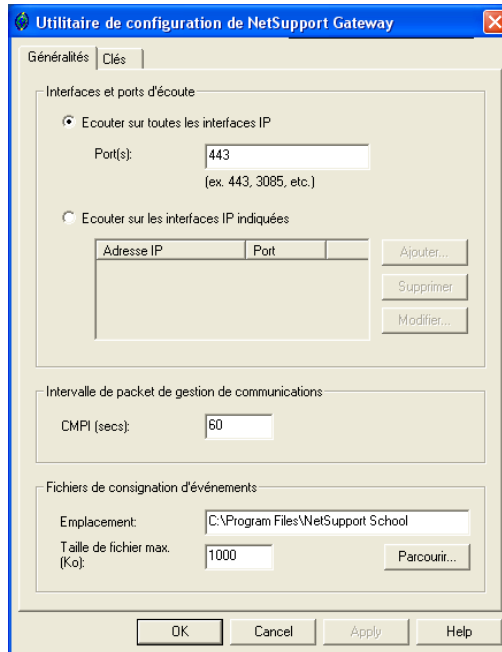 Utilitaire de configuration de NetSupport Gateway
Généralités Clés
Interfaces et ports d'écoute
Ecouter sur toutes les interfaces IP
Port(s): 443
(ex. 443, 3085, etc.)
Ecouter sur les interfaces IP indiquées
Adresse IP Port Ajouter...
Supprimer
Modifier...
Intervalle de packet de gestion de communications
CMPI (secs): 60
Fichiers de consignation d'événements
Emplacement: C:\Program Files\NetSupport School
Taille de fichier max. (Ko): 1000 Parcourir...
OK Cancel Apply Help